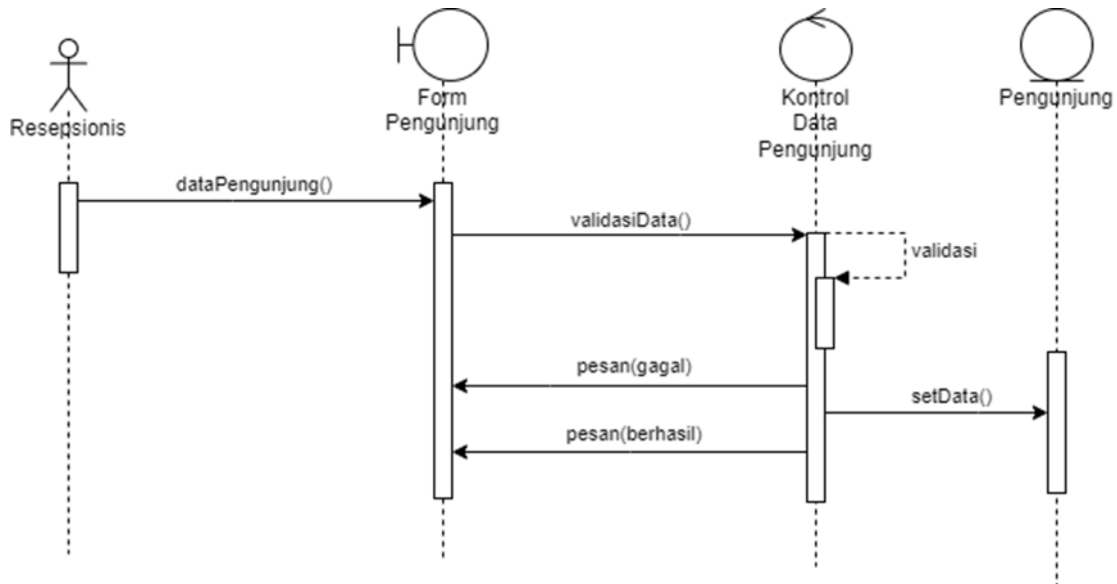 Resepsionis
Form
Pengunjung
Kontrol
Data
Pengunjung
Pengunjung
dataPengunjung()
validasiData()
validasi
pesan(gagal)
setData()
pesan(berhasil)